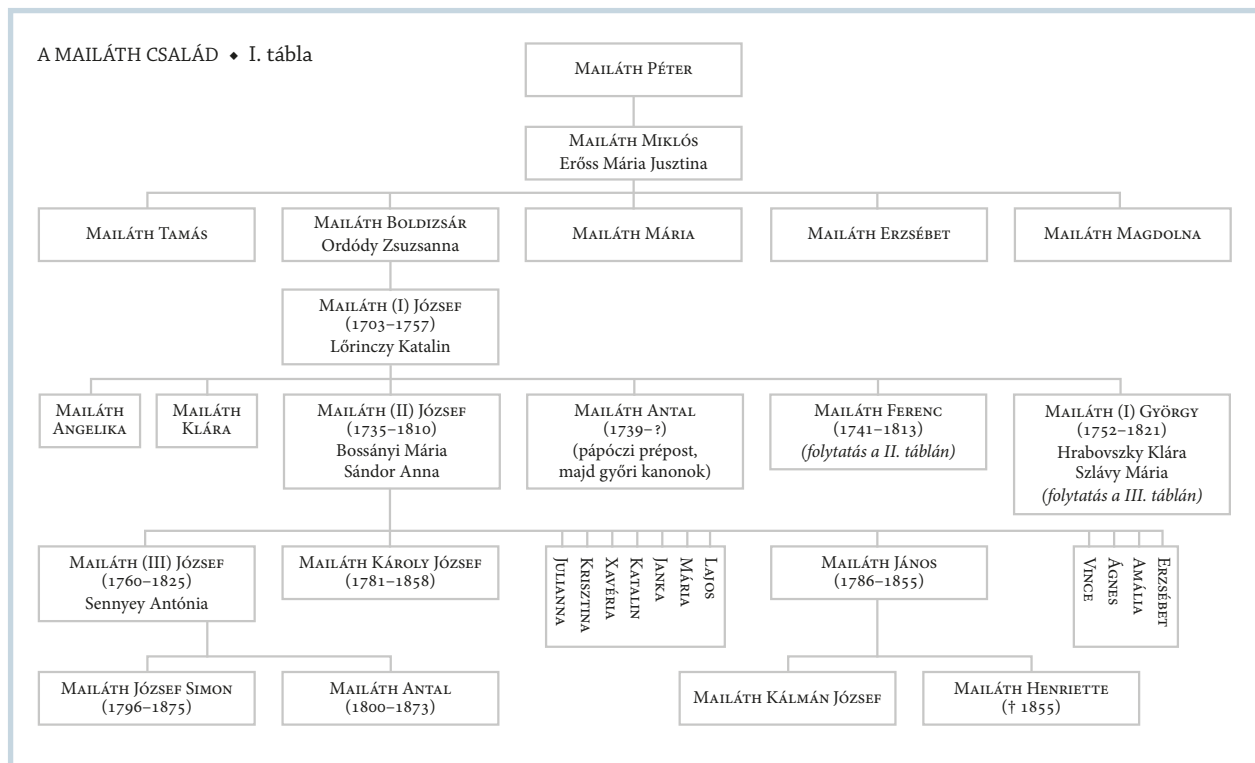 A MAILÁTH CSALÁD ◆ I. tábla
MAILÁTH PÉTER
MAILÁTH MIKLÓS
Erőss Mária Jusztina
MAILÁTH TAMÁS
MAILÁTH BOLDIZSÁR
Ordódy Zsuzsanna
MAILÁTH MÁRIA
MAILÁTH ERZSÉBET
MAILÁTH MAGDOLNA
MAILÁTH (I) JÓZSEF
(1703–1757)
Lőrinczy Katalin
MAILÁTH
ANGELIKA
MAILÁTH
KLÁRA
MAILÁTH (II) JÓZSEF
(1735–1810)
Bossányi Mária
Sándor Anna
MAILÁTH ANTAL
(1739–?)
(pápóczi prépost,
majd győri kanonok)
MAILÁTH FERENC
(1741–1813)
(folytatás a II. táblán)
MAILÁTH (I) GYÖRGY
(1752–1821)
Hrabovszky Klára
Szlávy Mária
(folytatás a III. táblán)
MAILÁTH (III) JÓZSEF
(1760–1825)
Sennyey Antónia
MAILÁTH KÁROLY JÓZSEF
(1781–1858)
JULIANNA
KRISZTINA
XAVÉRIA
KATALIN
JANKA
MÁRIA
LAJOS
MAILÁTH JÁNOS
(1786–1855)
VINCE
ÁGNES
AMÁLIA
ERZSÉBET
MAILÁTH JÓZSEF SIMON
(1796–1875)
MAILÁTH ANTAL
(1800–1873)
MAILÁTH KÁLMÁN JÓZSEF
MAILÁTH HENRIETTE
(† 1855)